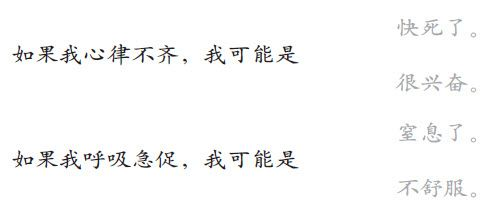 快死了。
如果我心律不齐，我可能是
很兴奋。
窒息了。
如果我呼吸急促，我可能是
不舒服。